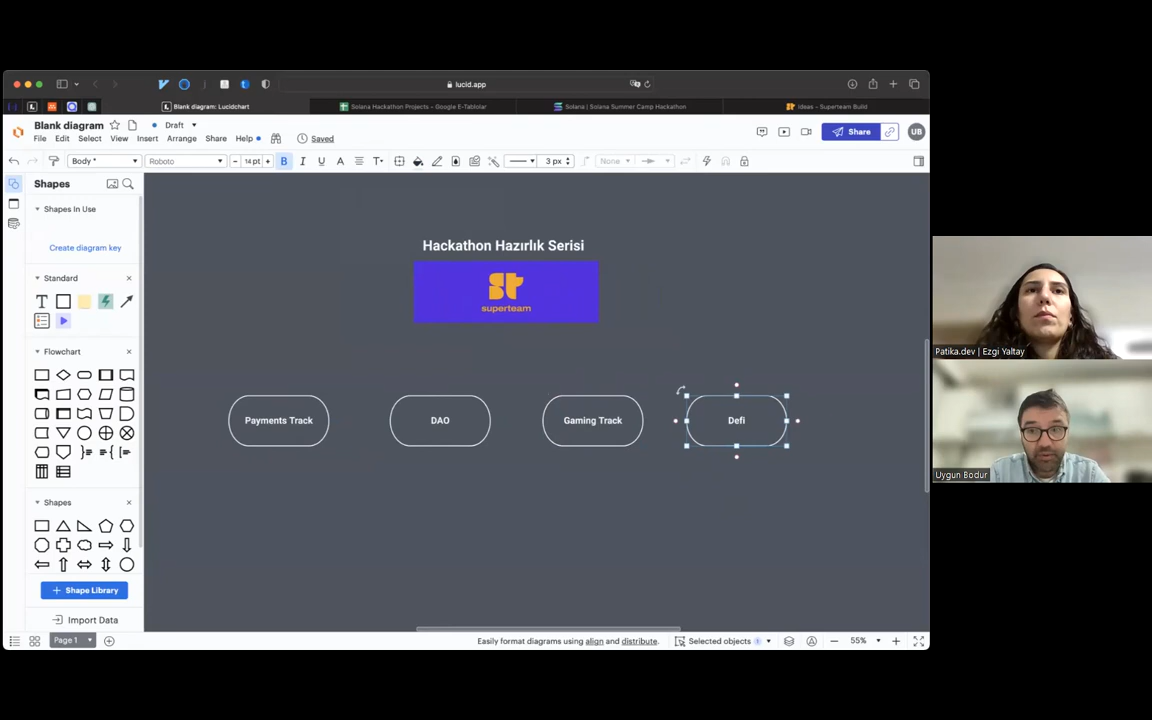 lucid.app
Blank diagram: Lucidchart
Solana Hackathon Projects – Google E-Tablolar
Solana | Solana Summer Camp Hackathon
Ideas – Superteam Build
Blank diagram
Draft
File Edit Select View Insert Arrange Share Help
Saved
Share
UB
Body *
Roboto
14 pt
B I U A T
3 px
None
Shapes
Shapes In Use
Create diagram key
Standard
T
Flowchart
Shapes
Shape Library
Import Data
Hackathon Hazırlık Serisi
st
superteam
Payments Track
DAO
Gaming Track
Defi
Patika.dev | Ezgi Yaltay
Uygun Bodur
Page 1
Easily format diagrams using align and distribute.
Selected objects 1
55%